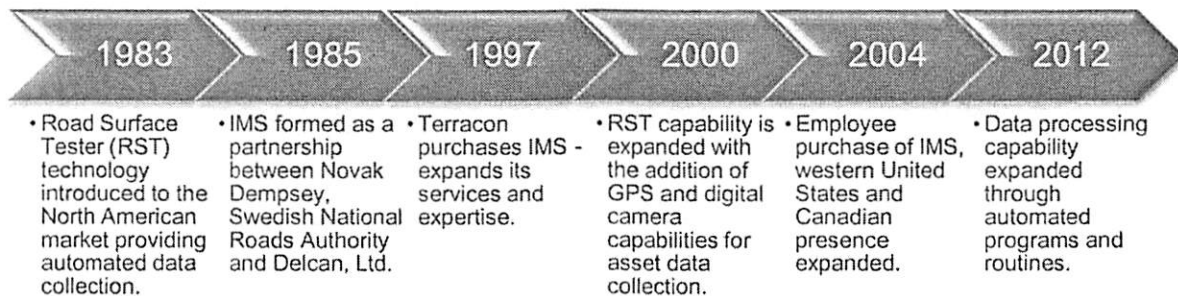 1983
1985
1997
2000
2004
2012
• Road Surface
Tester (RST)
technology
introduced to the
North American
market providing
automated data
collection.
• IMS formed as a
partnership
between Novak
Dempsey,
Swedish National
Roads Authority
and Delcan, Ltd.
• Terracon
purchases IMS -
expands its
services and
expertise.
• RST capability is
expanded with
the addition of
GPS and digital
camera
capabilities for
asset data
collection.
• Employee
purchase of IMS,
western United
States and
Canadian
presence
expanded.
• Data processing
capability
expanded
through
automated
programs and
routines.